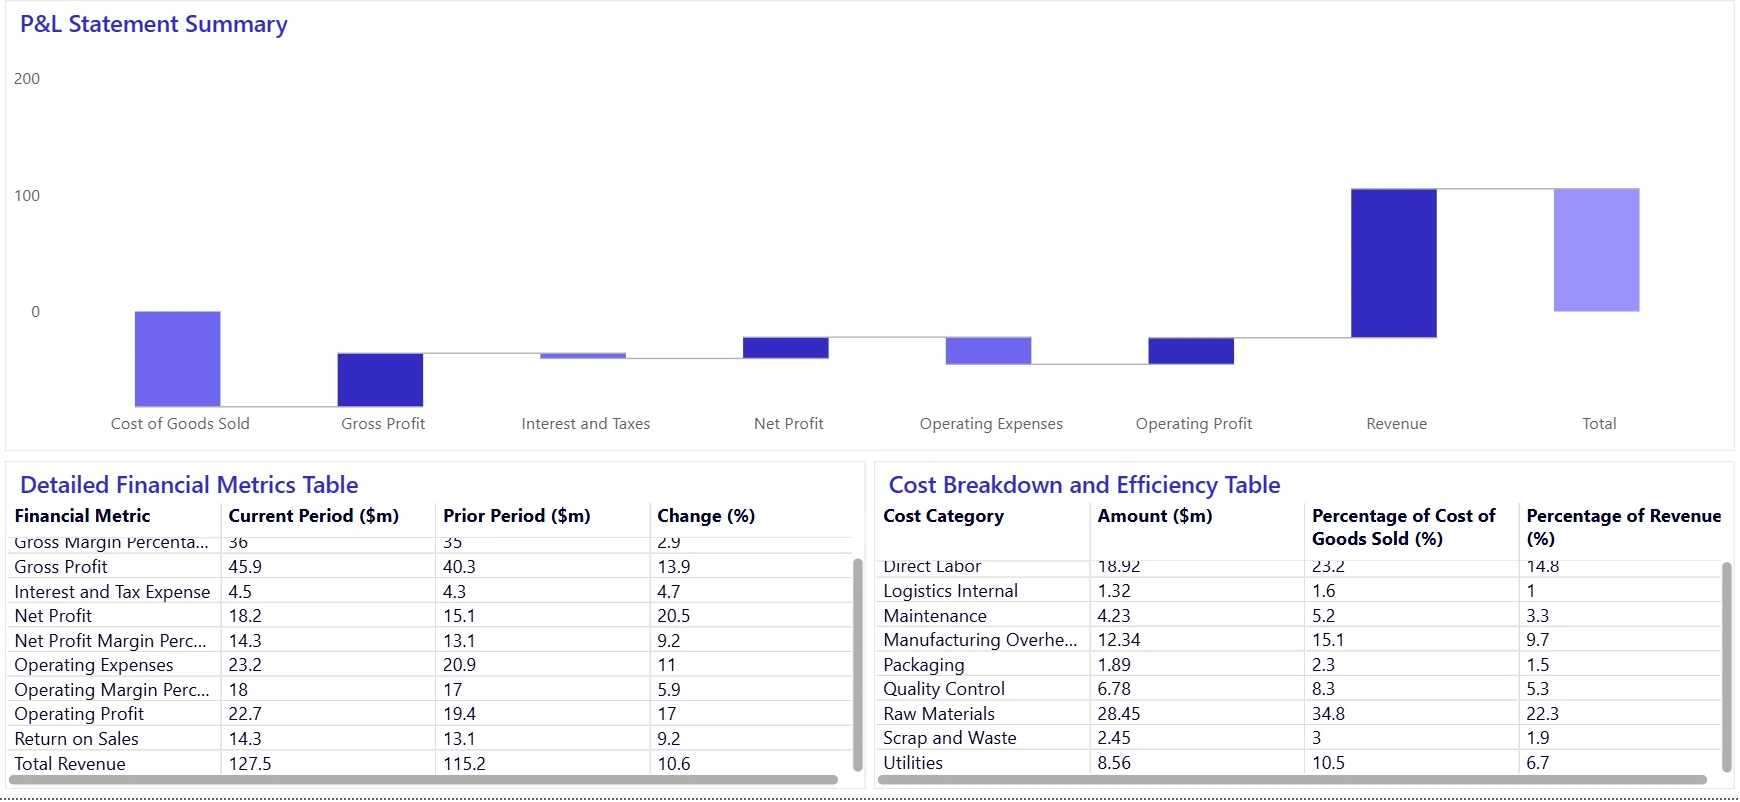 P&L Statement Summary
200
100
0
Cost of Goods Sold Gross Profit Interest and Taxes Net Profit Operating Expenses Operating Profit Revenue Total
Detailed Financial Metrics Table
Financial Metric Current Period ($m) Prior Period ($m) Change (%)
Gross Margin Percenta... 36 35 2.9
Gross Profit 45.9 40.3 13.9
Interest and Tax Expense 4.5 4.3 4.7
Net Profit 18.2 15.1 20.5
Net Profit Margin Perc... 14.3 13.1 9.2
Operating Expenses 23.2 20.9 11
Operating Margin Perc... 18 17 5.9
Operating Profit 22.7 19.4 17
Return on Sales 14.3 13.1 9.2
Total Revenue 127.5 115.2 10.6
Cost Breakdown and Efficiency Table
Cost Category Amount ($m) Percentage of Cost of Percentage of Revenue
Goods Sold (%) (%)
Direct Labor 18.92 23.2 14.8
Logistics Internal 1.32 1.6 1
Maintenance 4.23 5.2 3.3
Manufacturing Overhe... 12.34 15.1 9.7
Packaging 1.89 2.3 1.5
Quality Control 6.78 8.3 5.3
Raw Materials 28.45 34.8 22.3
Scrap and Waste 2.45 3 1.9
Utilities 8.56 10.5 6.7